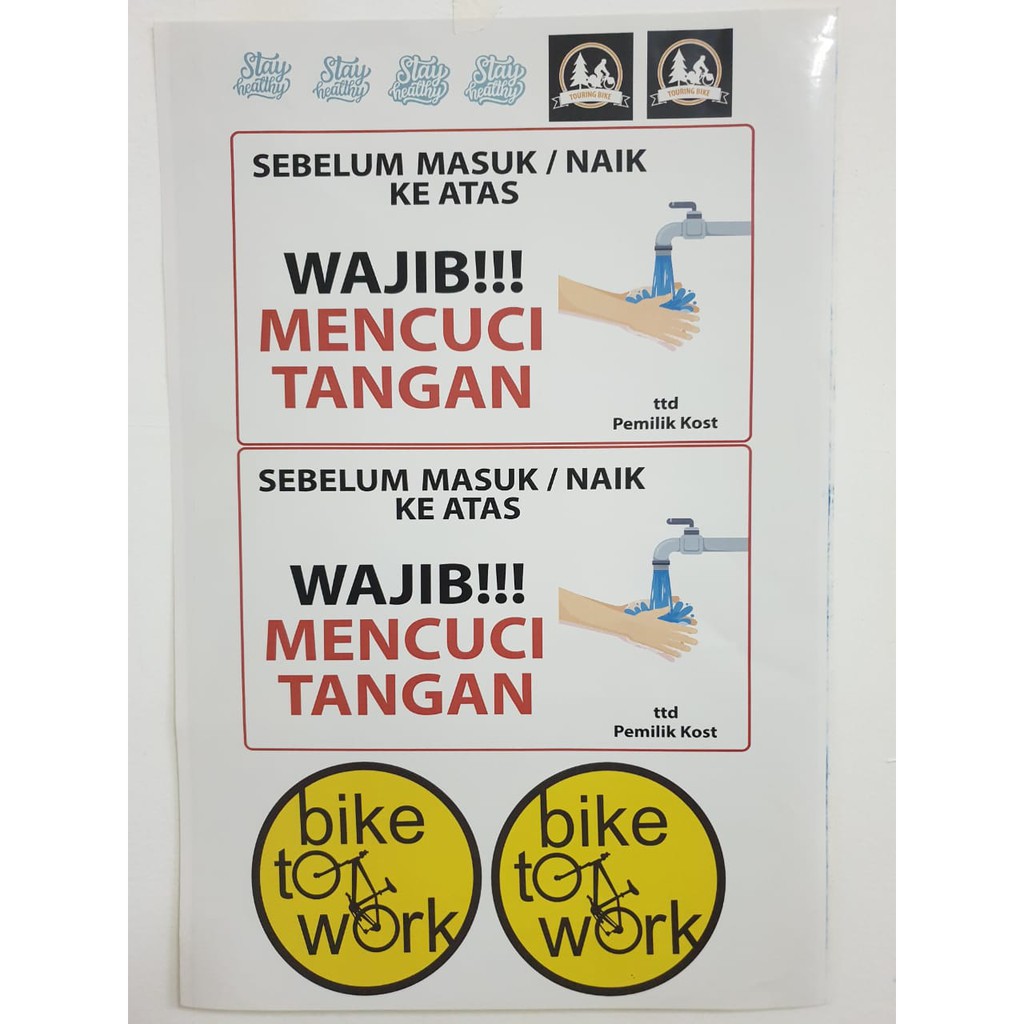 Stay
healthy
Stay
healthy
Stay
healthy
Stay
healthy
TOURING BIKE
TOURING BIKE
SEBELUM MASUK / NAIK
KE ATAS
WAJIB!!!
MENCUCI
TANGAN
ttd
Pemilik Kost
SEBELUM MASUK / NAIK
KE ATAS
WAJIB!!!
MENCUCI
TANGAN
ttd
Pemilik Kost
bike
to
work
bike
to
work